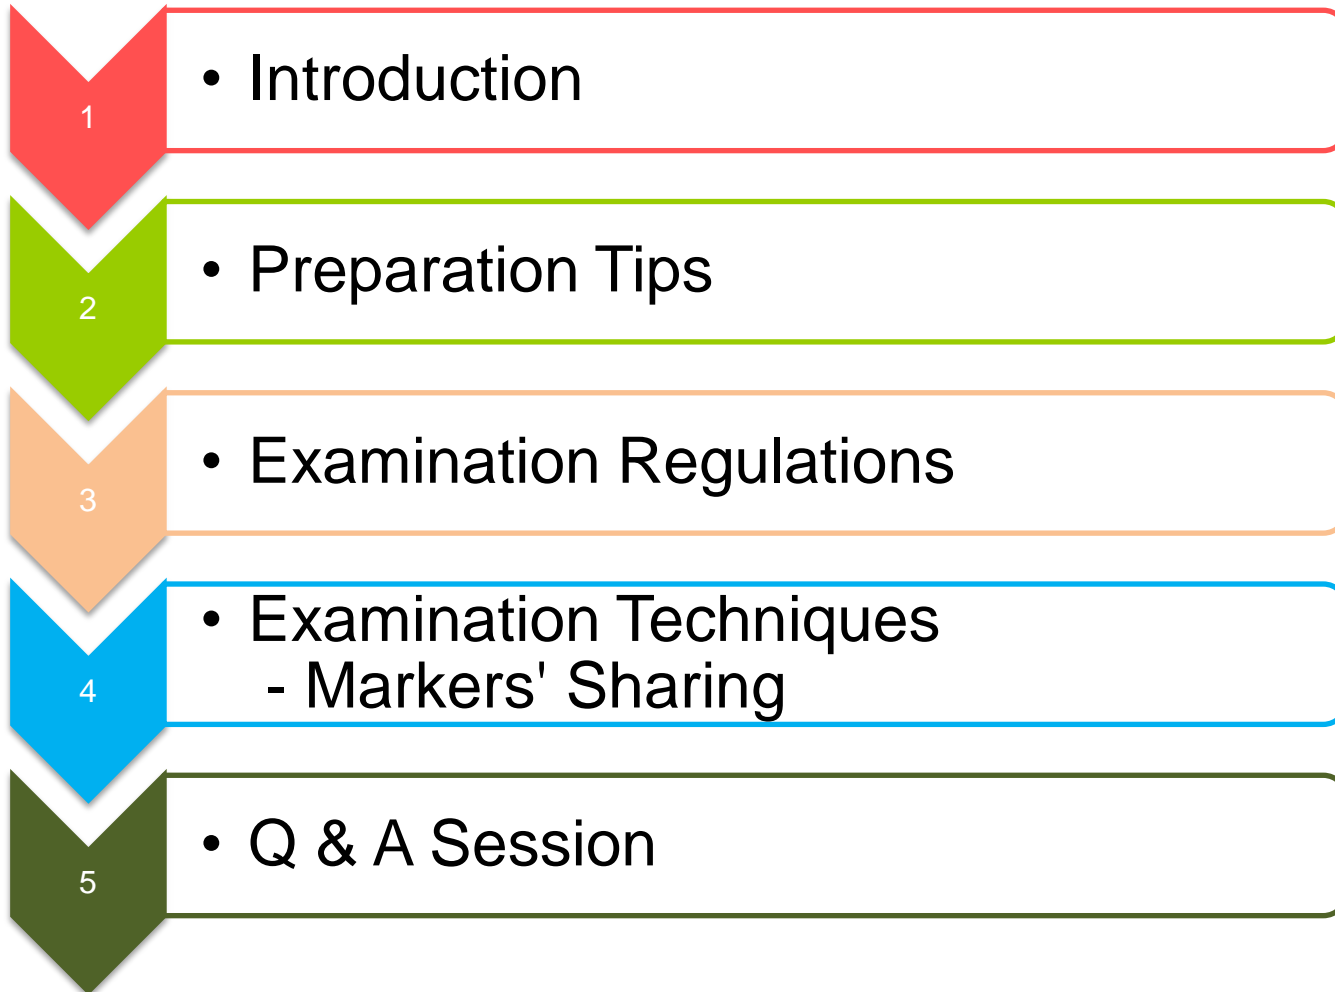 1
• Introduction
2
• Preparation Tips
3
• Examination Regulations
4
• Examination Techniques
- Markers' Sharing
5
• Q & A Session